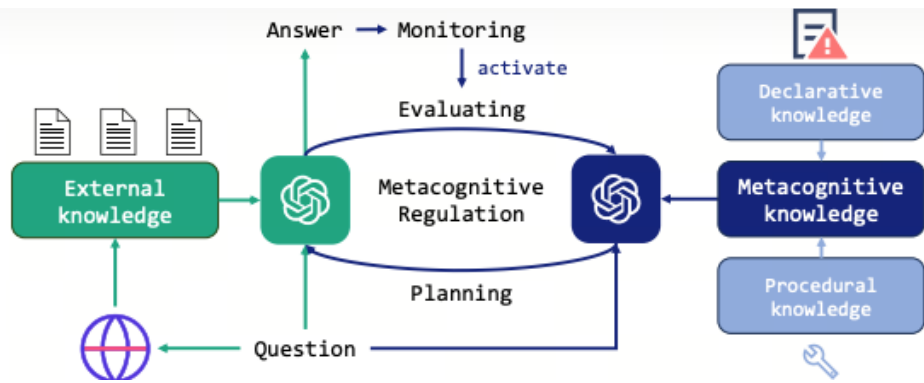 Answer
Monitoring
activate
Evaluating
Declarative
knowledge
External
knowledge
Metacognitive
Regulation
Metacognitive
knowledge
Planning
Procedural
knowledge
Question